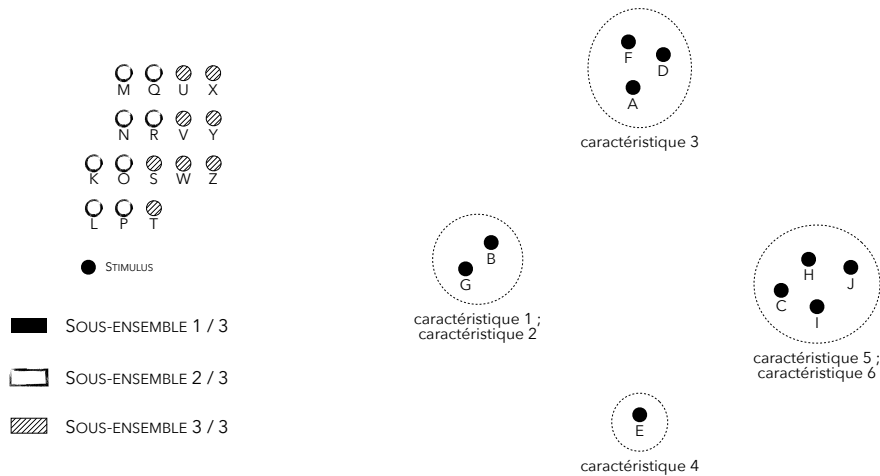 M Q U X
N R V Y
K O S W Z
L P T
STIMULUS
SOUS-ENSEMBLE 1 / 3
SOUS-ENSEMBLE 2 / 3
SOUS-ENSEMBLE 3 / 3
F
D
A
caractéristique 3
B
G
caractéristique 1 ;
caractéristique 2
H
J
C
I
caractéristique 5 ;
caractéristique 6
E
caractéristique 4